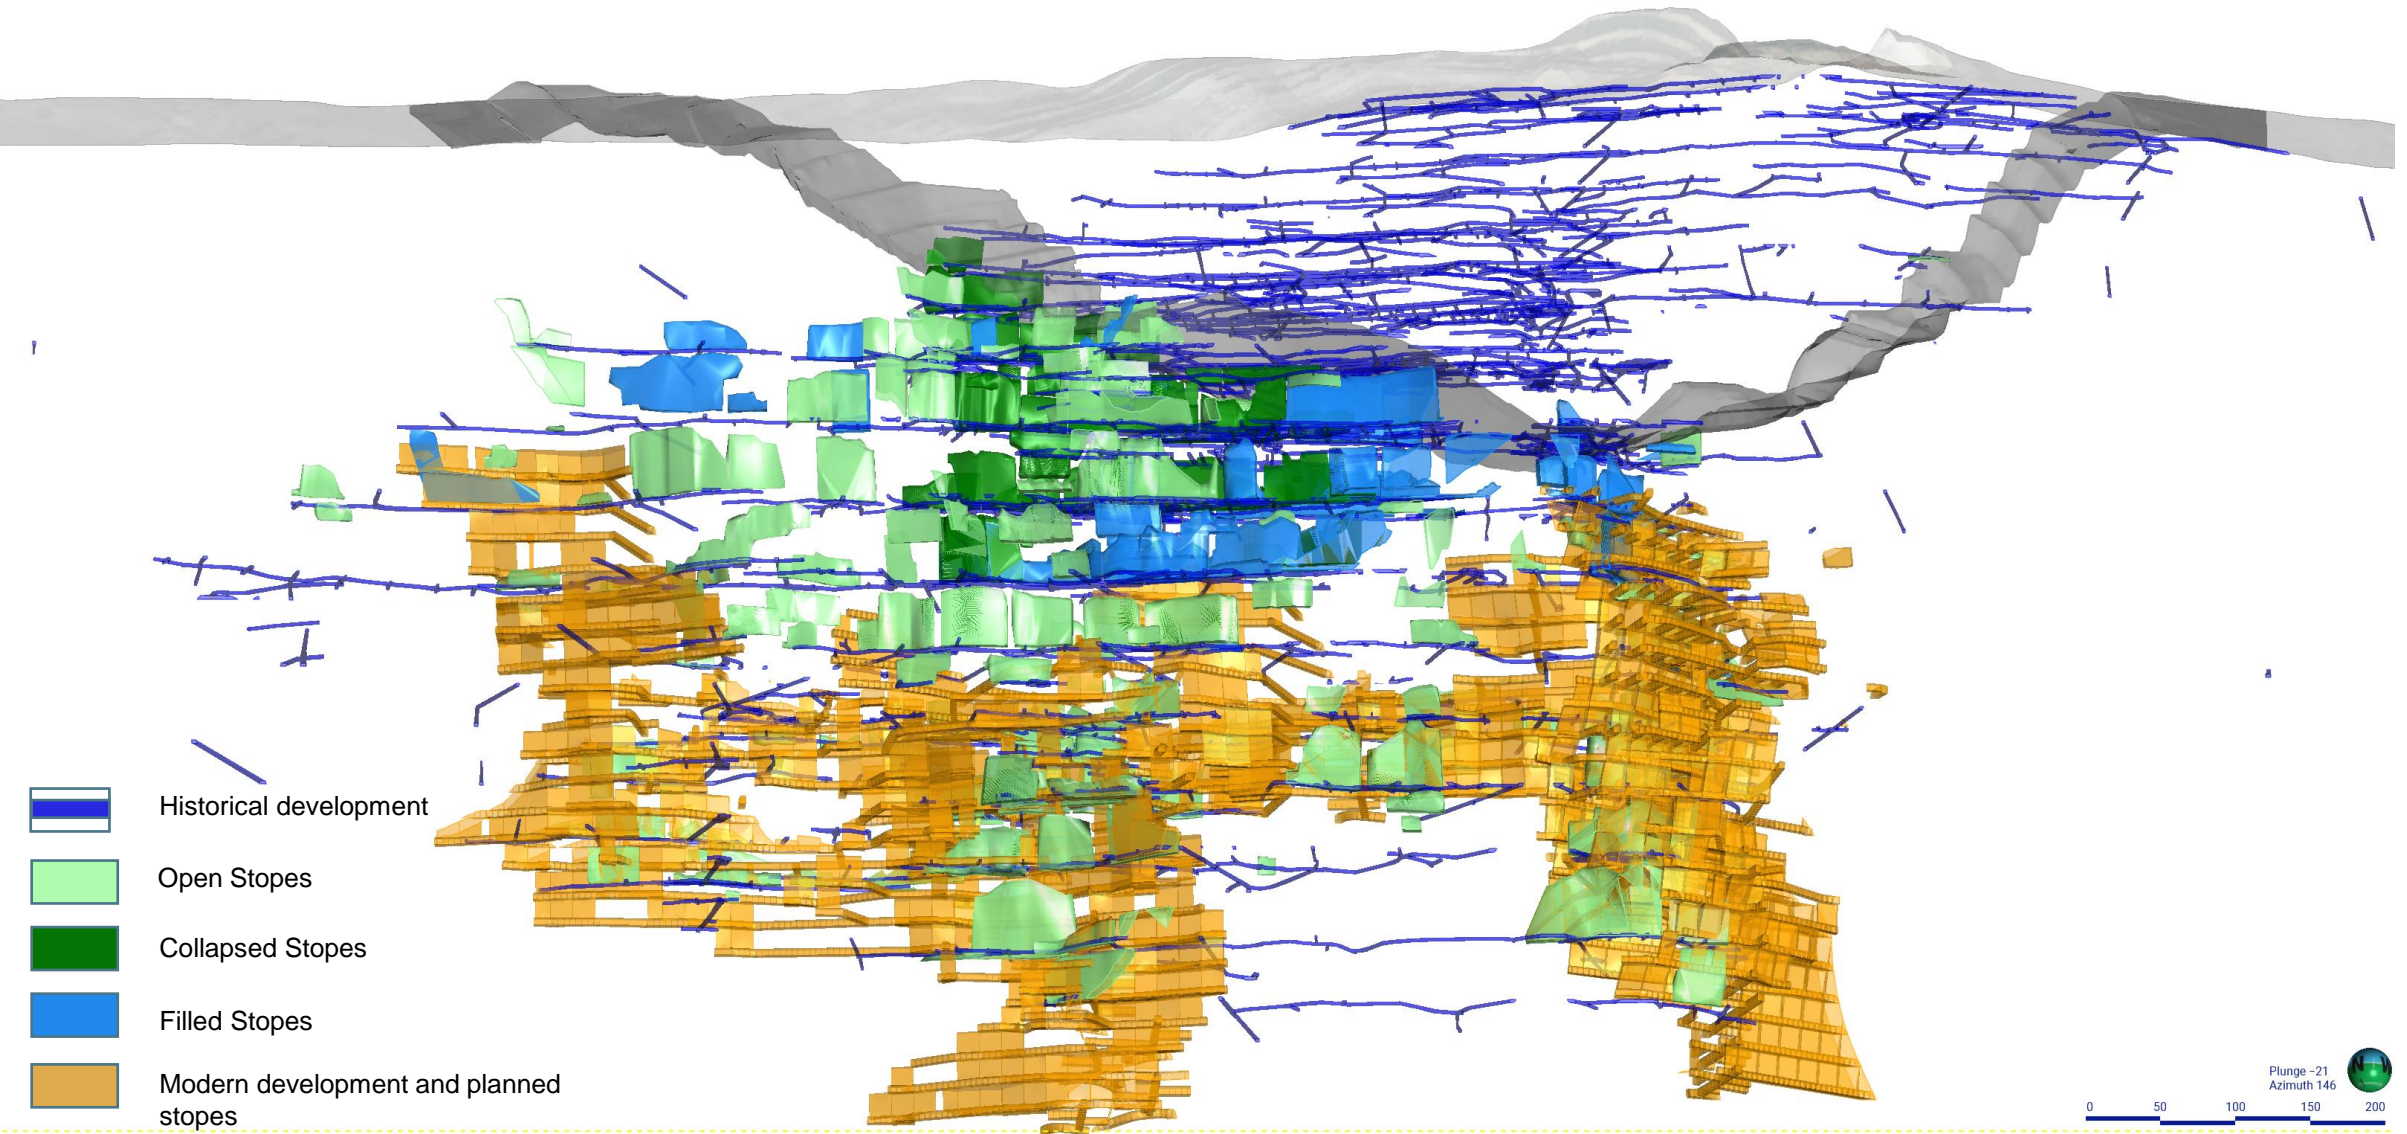 Historical development
Open Stopes
Collapsed Stopes
Filled Stopes
Modern development and planned
stopes
Plunge −21
Azimuth 146
0 50 100 150 200